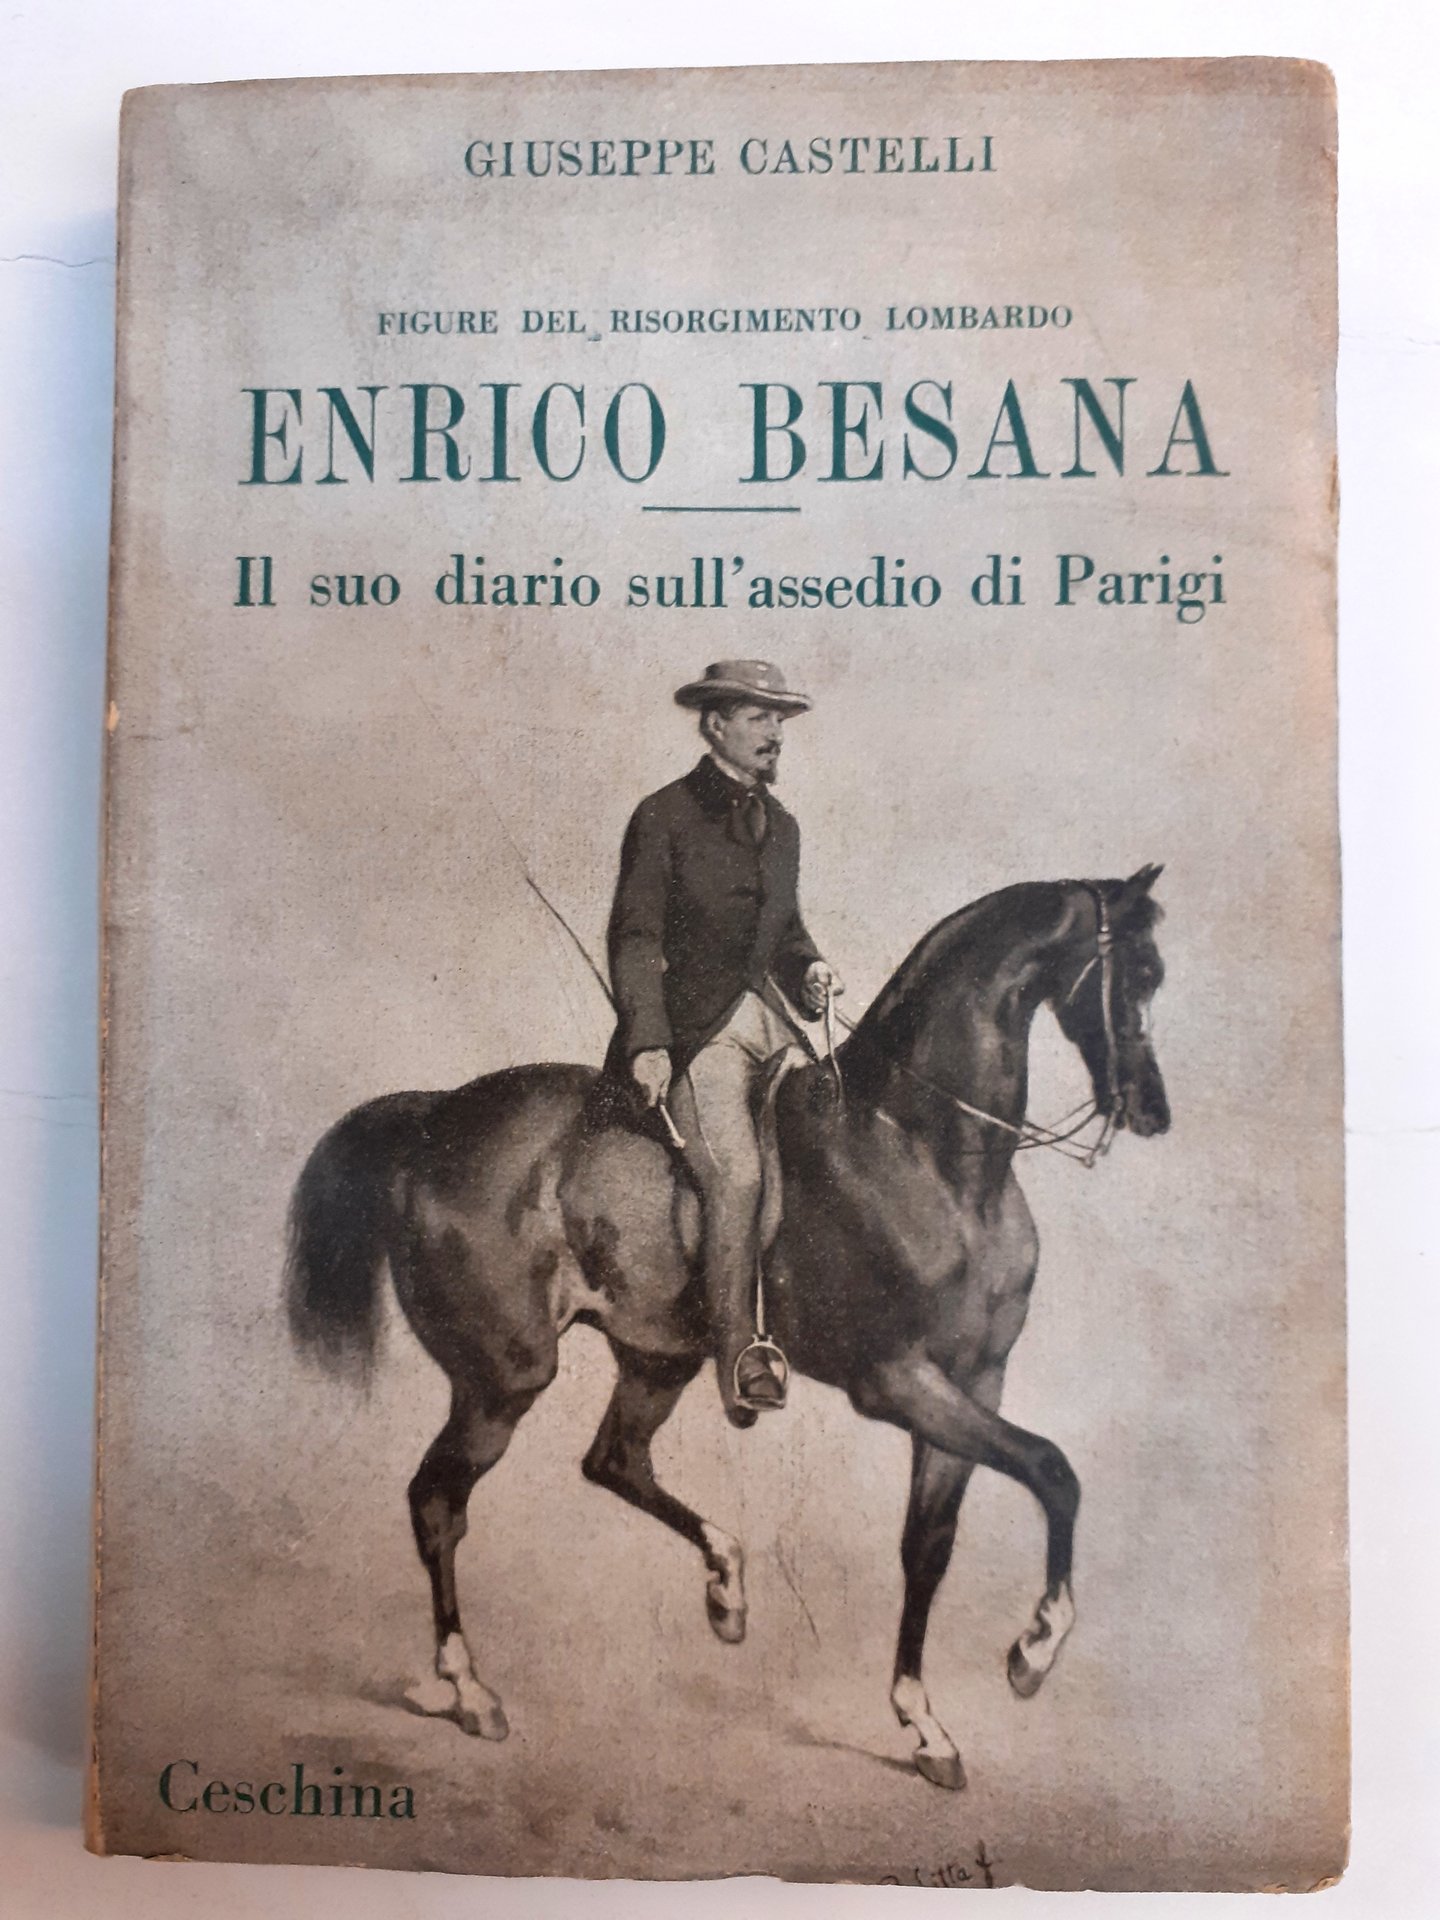 GIUSEPPE CASTELLI
FIGURE DEL RISORGIMENTO LOMBARDO
ENRICO BESANA
Il suo diario sull'assedio di Parigi
Ceschina